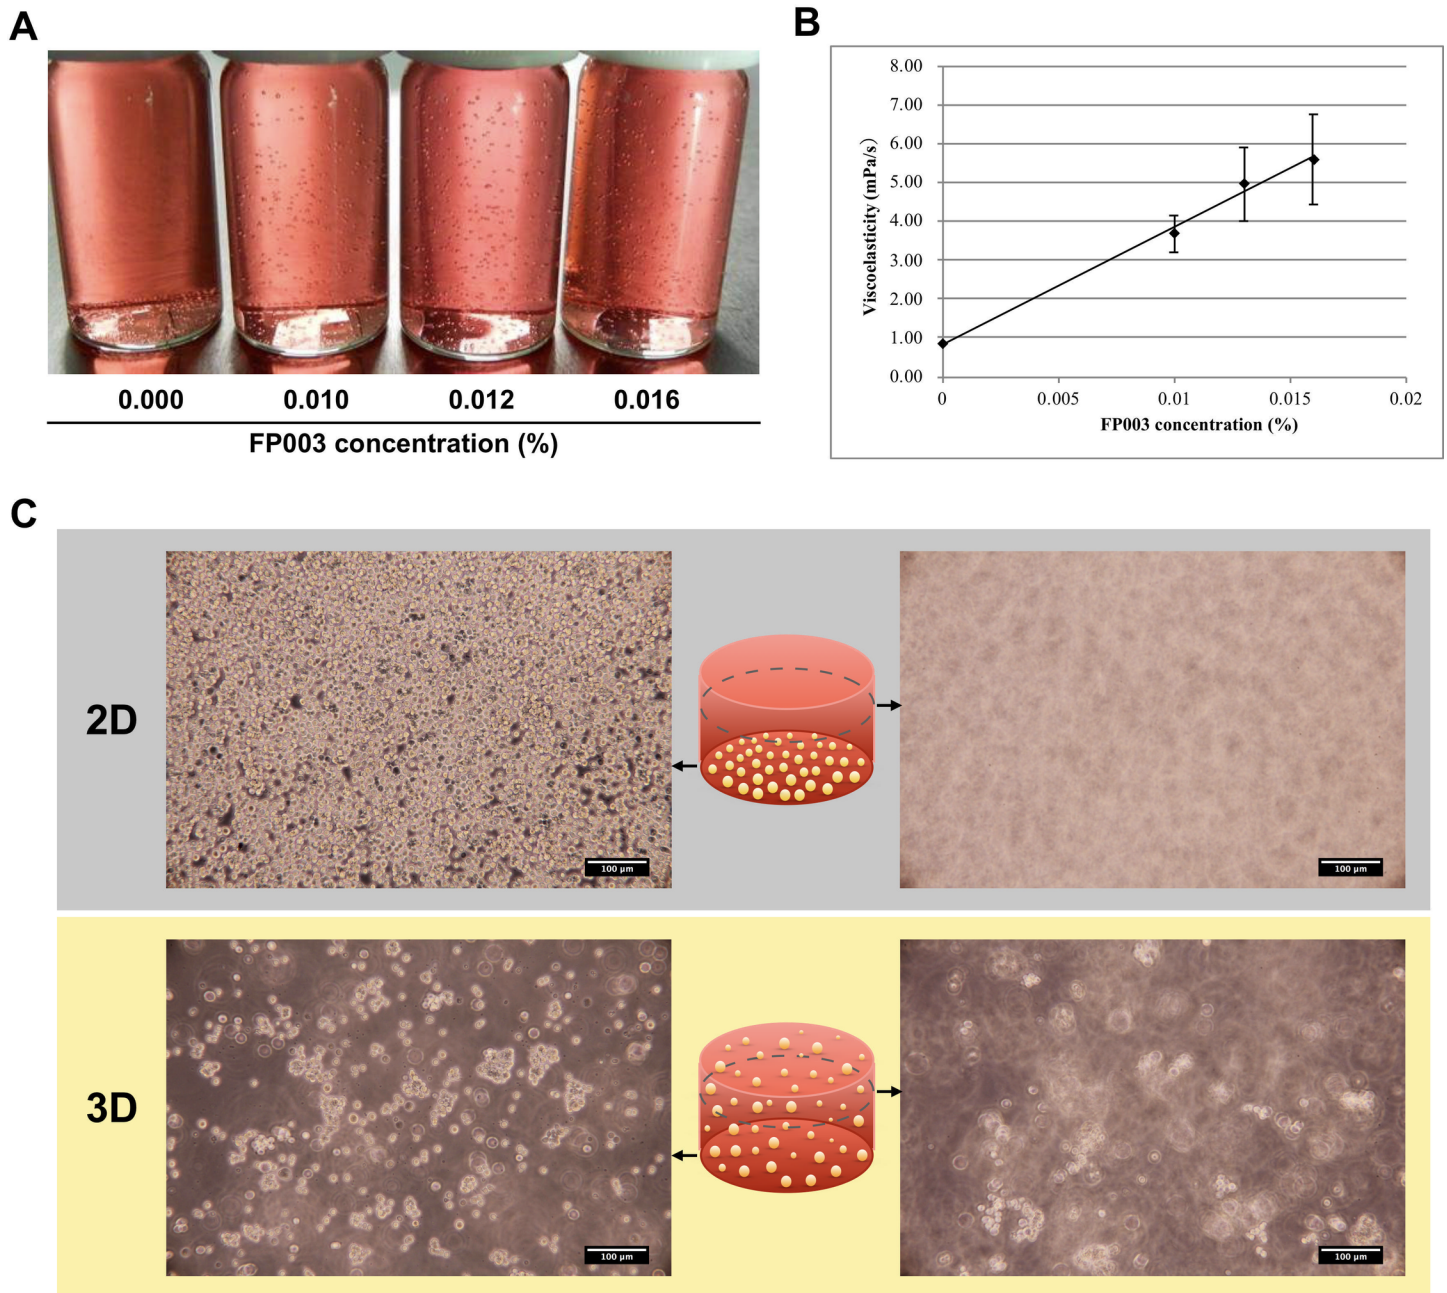 A
0.000 0.010 0.012 0.016
FP003 concentration (%)
B
8.00
7.00
6.00
5.00
4.00
3.00
2.00
1.00
0.00
Viscoelasticity (mPa/s)
0 0.005 0.01 0.015 0.02
FP003 concentration (%)
C
2D
100 µm
100 µm
3D
100 µm
100 µm